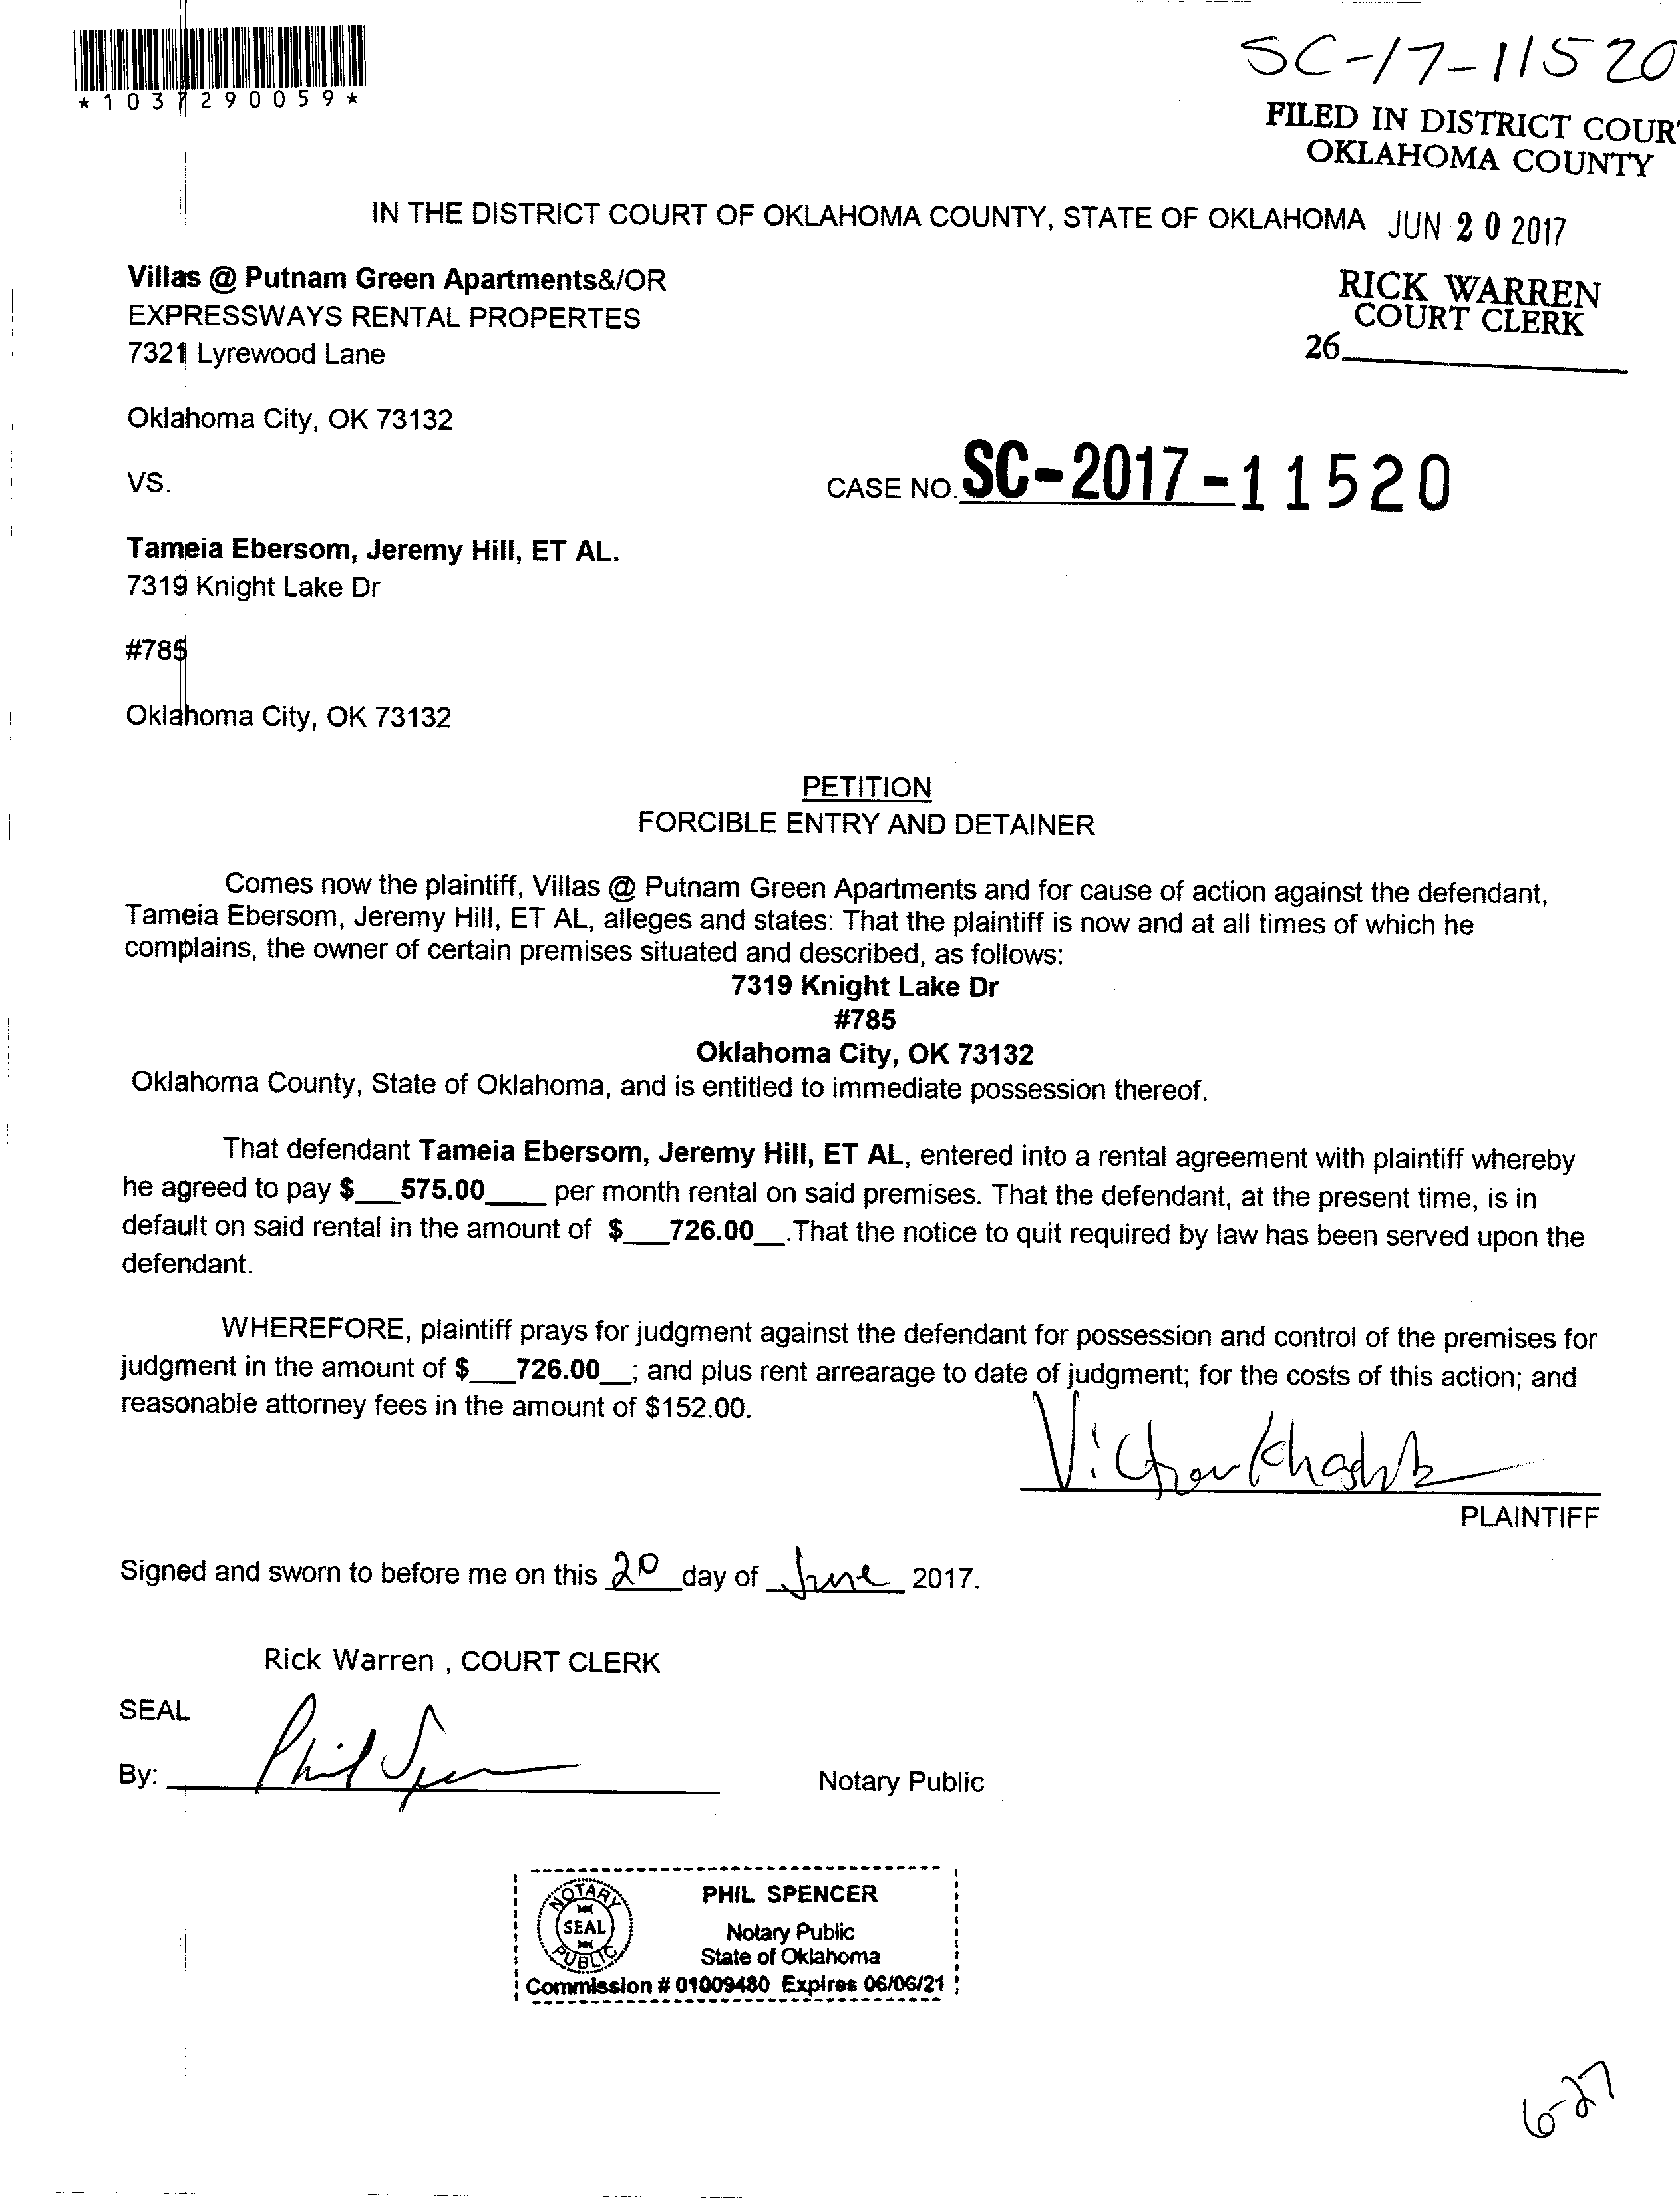 SC-17-11520
*1037290059*
FILED IN DISTRICT COUR
OKLAHOMA COUNTY
IN THE DISTRICT COURT OF OKLAHOMA COUNTY, STATE OF OKLAHOMA JUN 20 2017
Villas @ Putnam Green Apartments&/OR
EXPRESSWAYS RENTAL PROPERTES
7321 Lyrewood Lane
RICK WARREN
COURT CLERK
26
Oklahoma City, OK 73132
VS.
CASE NO. SC-2017-11520
Tameia Ebersom, Jeremy Hill, ET AL.
7319 Knight Lake Dr
#785
Oklahoma City, OK 73132
PETITION
FORCIBLE ENTRY AND DETAINER
Comes now the plaintiff, Villas @ Putnam Green Apartments and for cause of action against the defendant,
Tameia Ebersom, Jeremy Hill, ET AL, alleges and states: That the plaintiff is now and at all times of which he
complains, the owner of certain premises situated and described, as follows:
7319 Knight Lake Dr
#785
Oklahoma City, OK 73132
Oklahoma County, State of Oklahoma, and is entitled to immediate possession thereof.
That defendant Tameia Ebersom, Jeremy Hill, ET AL, entered into a rental agreement with plaintiff whereby
he agreed to pay $___575.00____ per month rental on said premises. That the defendant, at the present time, is in
default on said rental in the amount of $___726.00__.That the notice to quit required by law has been served upon the
defendant.
WHEREFORE, plaintiff prays for judgment against the defendant for possession and control of the premises for
judgment in the amount of $___726.00__; and plus rent arrearage to date of judgment; for the costs of this action; and
reasonable attorney fees in the amount of $152.00.
PLAINTIFF
Signed and sworn to before me on this 20 day of June 2017.
Rick Warren , COURT CLERK
SEAL
By: Phil Spencer
Notary Public
NOTARY
SEAL
PUBLIC
PHIL SPENCER
Notary Public
State of Oklahoma
Commission # 01009480 Expires 06/06/21
6-27